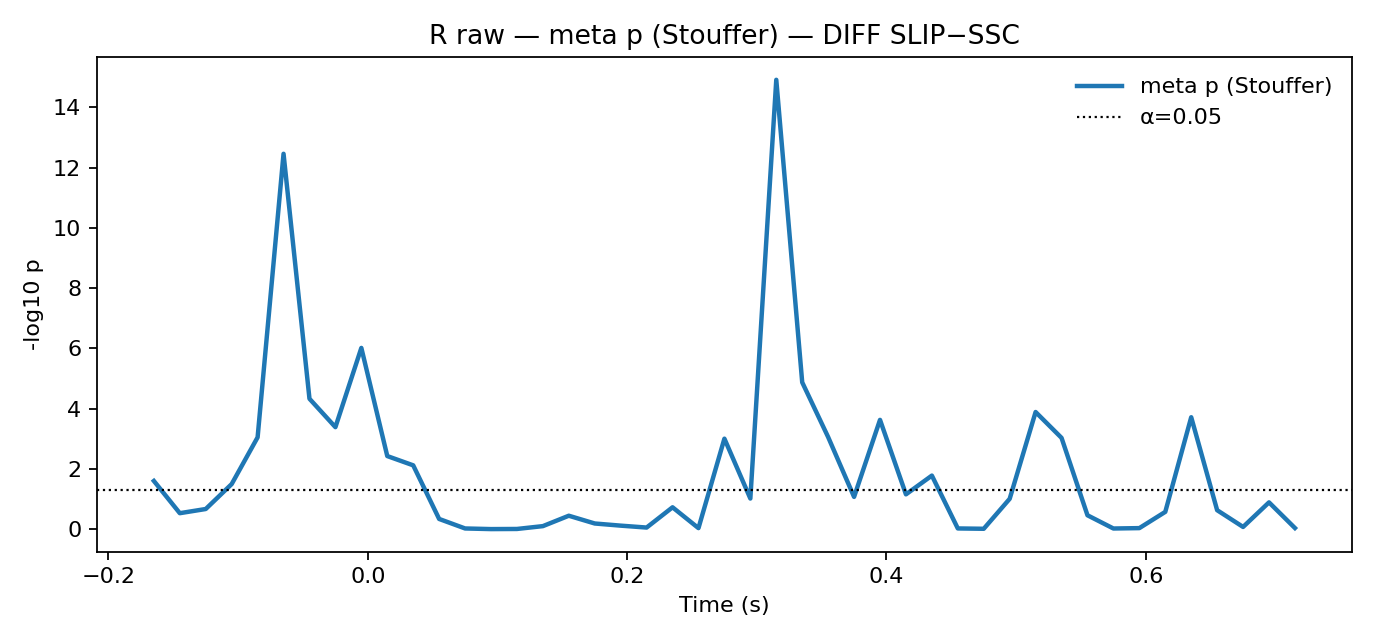 R raw — meta p (Stouffer) — DIFF SLIP−SSC
meta p (Stouffer)
α=0.05
-log10 p
14
12
10
8
6
4
2
0
−0.2
0.0
0.2
0.4
0.6
Time (s)